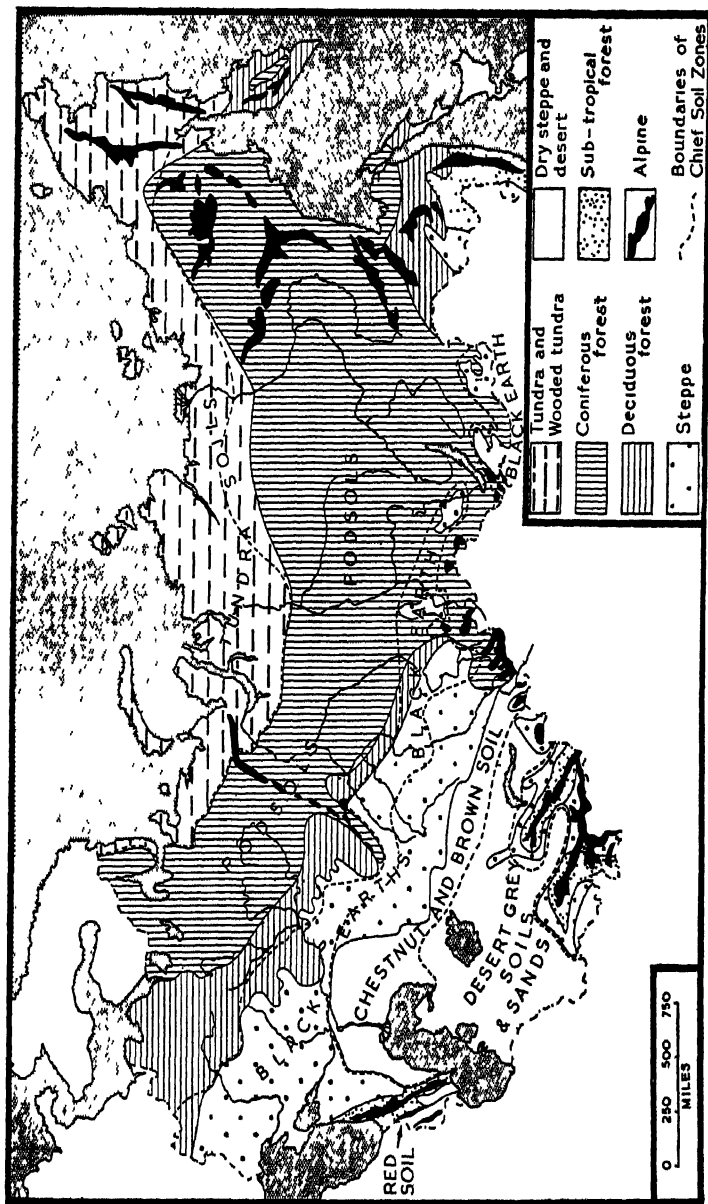 TUNDRA SOILS
PODSOLS
PODSOLS
BLACK EARTH
BLACK EARTH
BLACK EARTHS
CHESTNUT AND BROWN SOIL
DESERT GREY
SOILS
& SANDS
RED
SOIL
0 250 500 750
MILES
Tundra and
Wooded tundra
Coniferous
forest
Deciduous
forest
Steppe
Dry steppe and
desert
Sub-tropical
forest
Alpine
Boundaries of
Chief Soil Zones